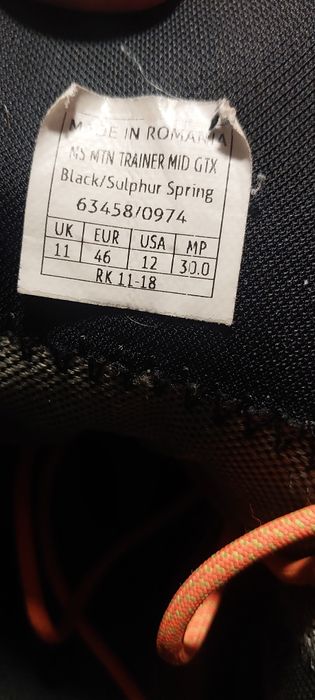 MADE IN ROMANIA
MS MTN TRAINER MID GTX
Black/Sulphur Spring
63458/0974
UK EUR USA MP
11 46 12 30.0
RK 11-18